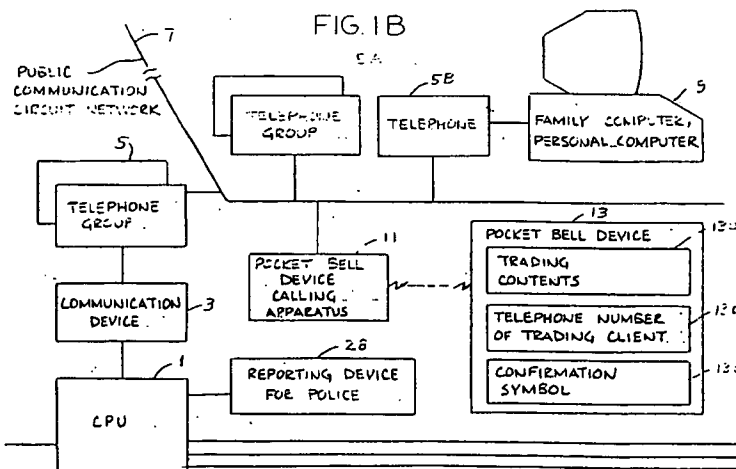 FIG. 1B
7
PUBLIC
COMMUNICATION
CIRCUIT NETWORK
5A
TELEPHONE
GROUP
5B
TELEPHONE
9
FAMILY COMPUTER,
PERSONAL COMPUTER
5
TELEPHONE
GROUP
11
POCKET BELL
DEVICE
CALLING
APPARATUS
13
POCKET BELL DEVICE
TRADING
CONTENTS
TELEPHONE NUMBER
OF TRADING CLIENT
CONFIRMATION
SYMBOL
COMMUNICATION
DEVICE
3
1
CPU
REPORTING DEVICE
FOR POLICE